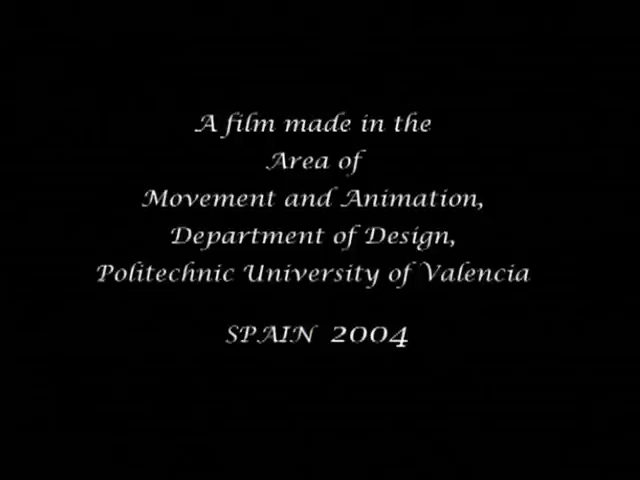 A film made in the
Area of
Movement and Animation,
Department of Design,
Politechnic University of Valencia
SPAIN 2004